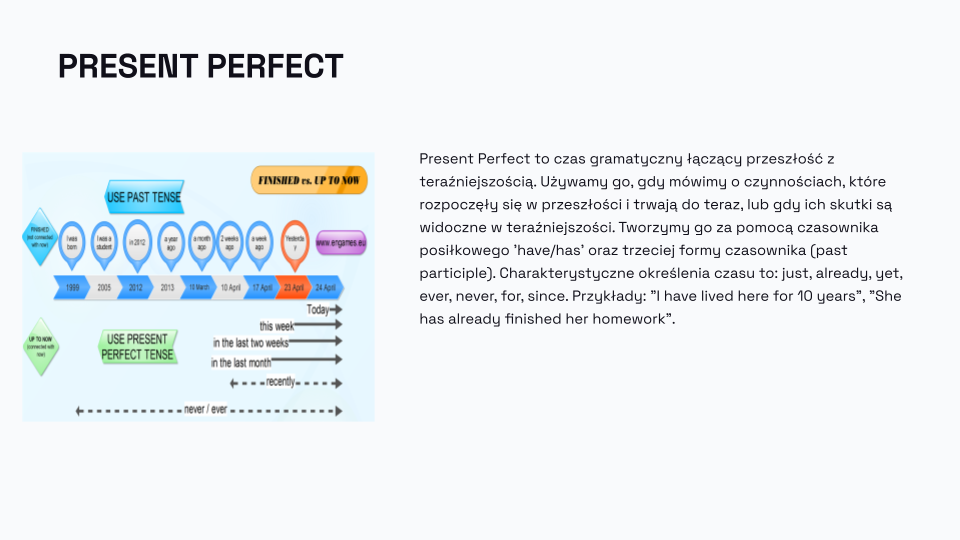 PRESENT PERFECT
FINISHED vs. UP TO NOW
USE PAST TENSE
FINISHED
(not connected
with now)
I was
born
I was a
student
in 2012
a year
ago
a month
ago
2 weeks
ago
a week
ago
Yesterda
y
www.engames.eu
1999
2005
2012
2013
10 March
10 April
17 April
23 April
24 April
Today
this week
in the last two weeks
in the last month
recently
never / ever
UP TO NOW
(connected with
now)
USE PRESENT
PERFECT TENSE
Present Perfect to czas gramatyczny łączący przeszłość z
teraźniejszością. Używamy go, gdy mówimy o czynnościach, które
rozpoczęły się w przeszłości i trwają do teraz, lub gdy ich skutki są
widoczne w teraźniejszości. Tworzymy go za pomocą czasownika
posiłkowego 'have/has' oraz trzeciej formy czasownika (past
participle). Charakterystyczne określenia czasu to: just, already, yet,
ever, never, for, since. Przykłady: "I have lived here for 10 years", "She
has already finished her homework".